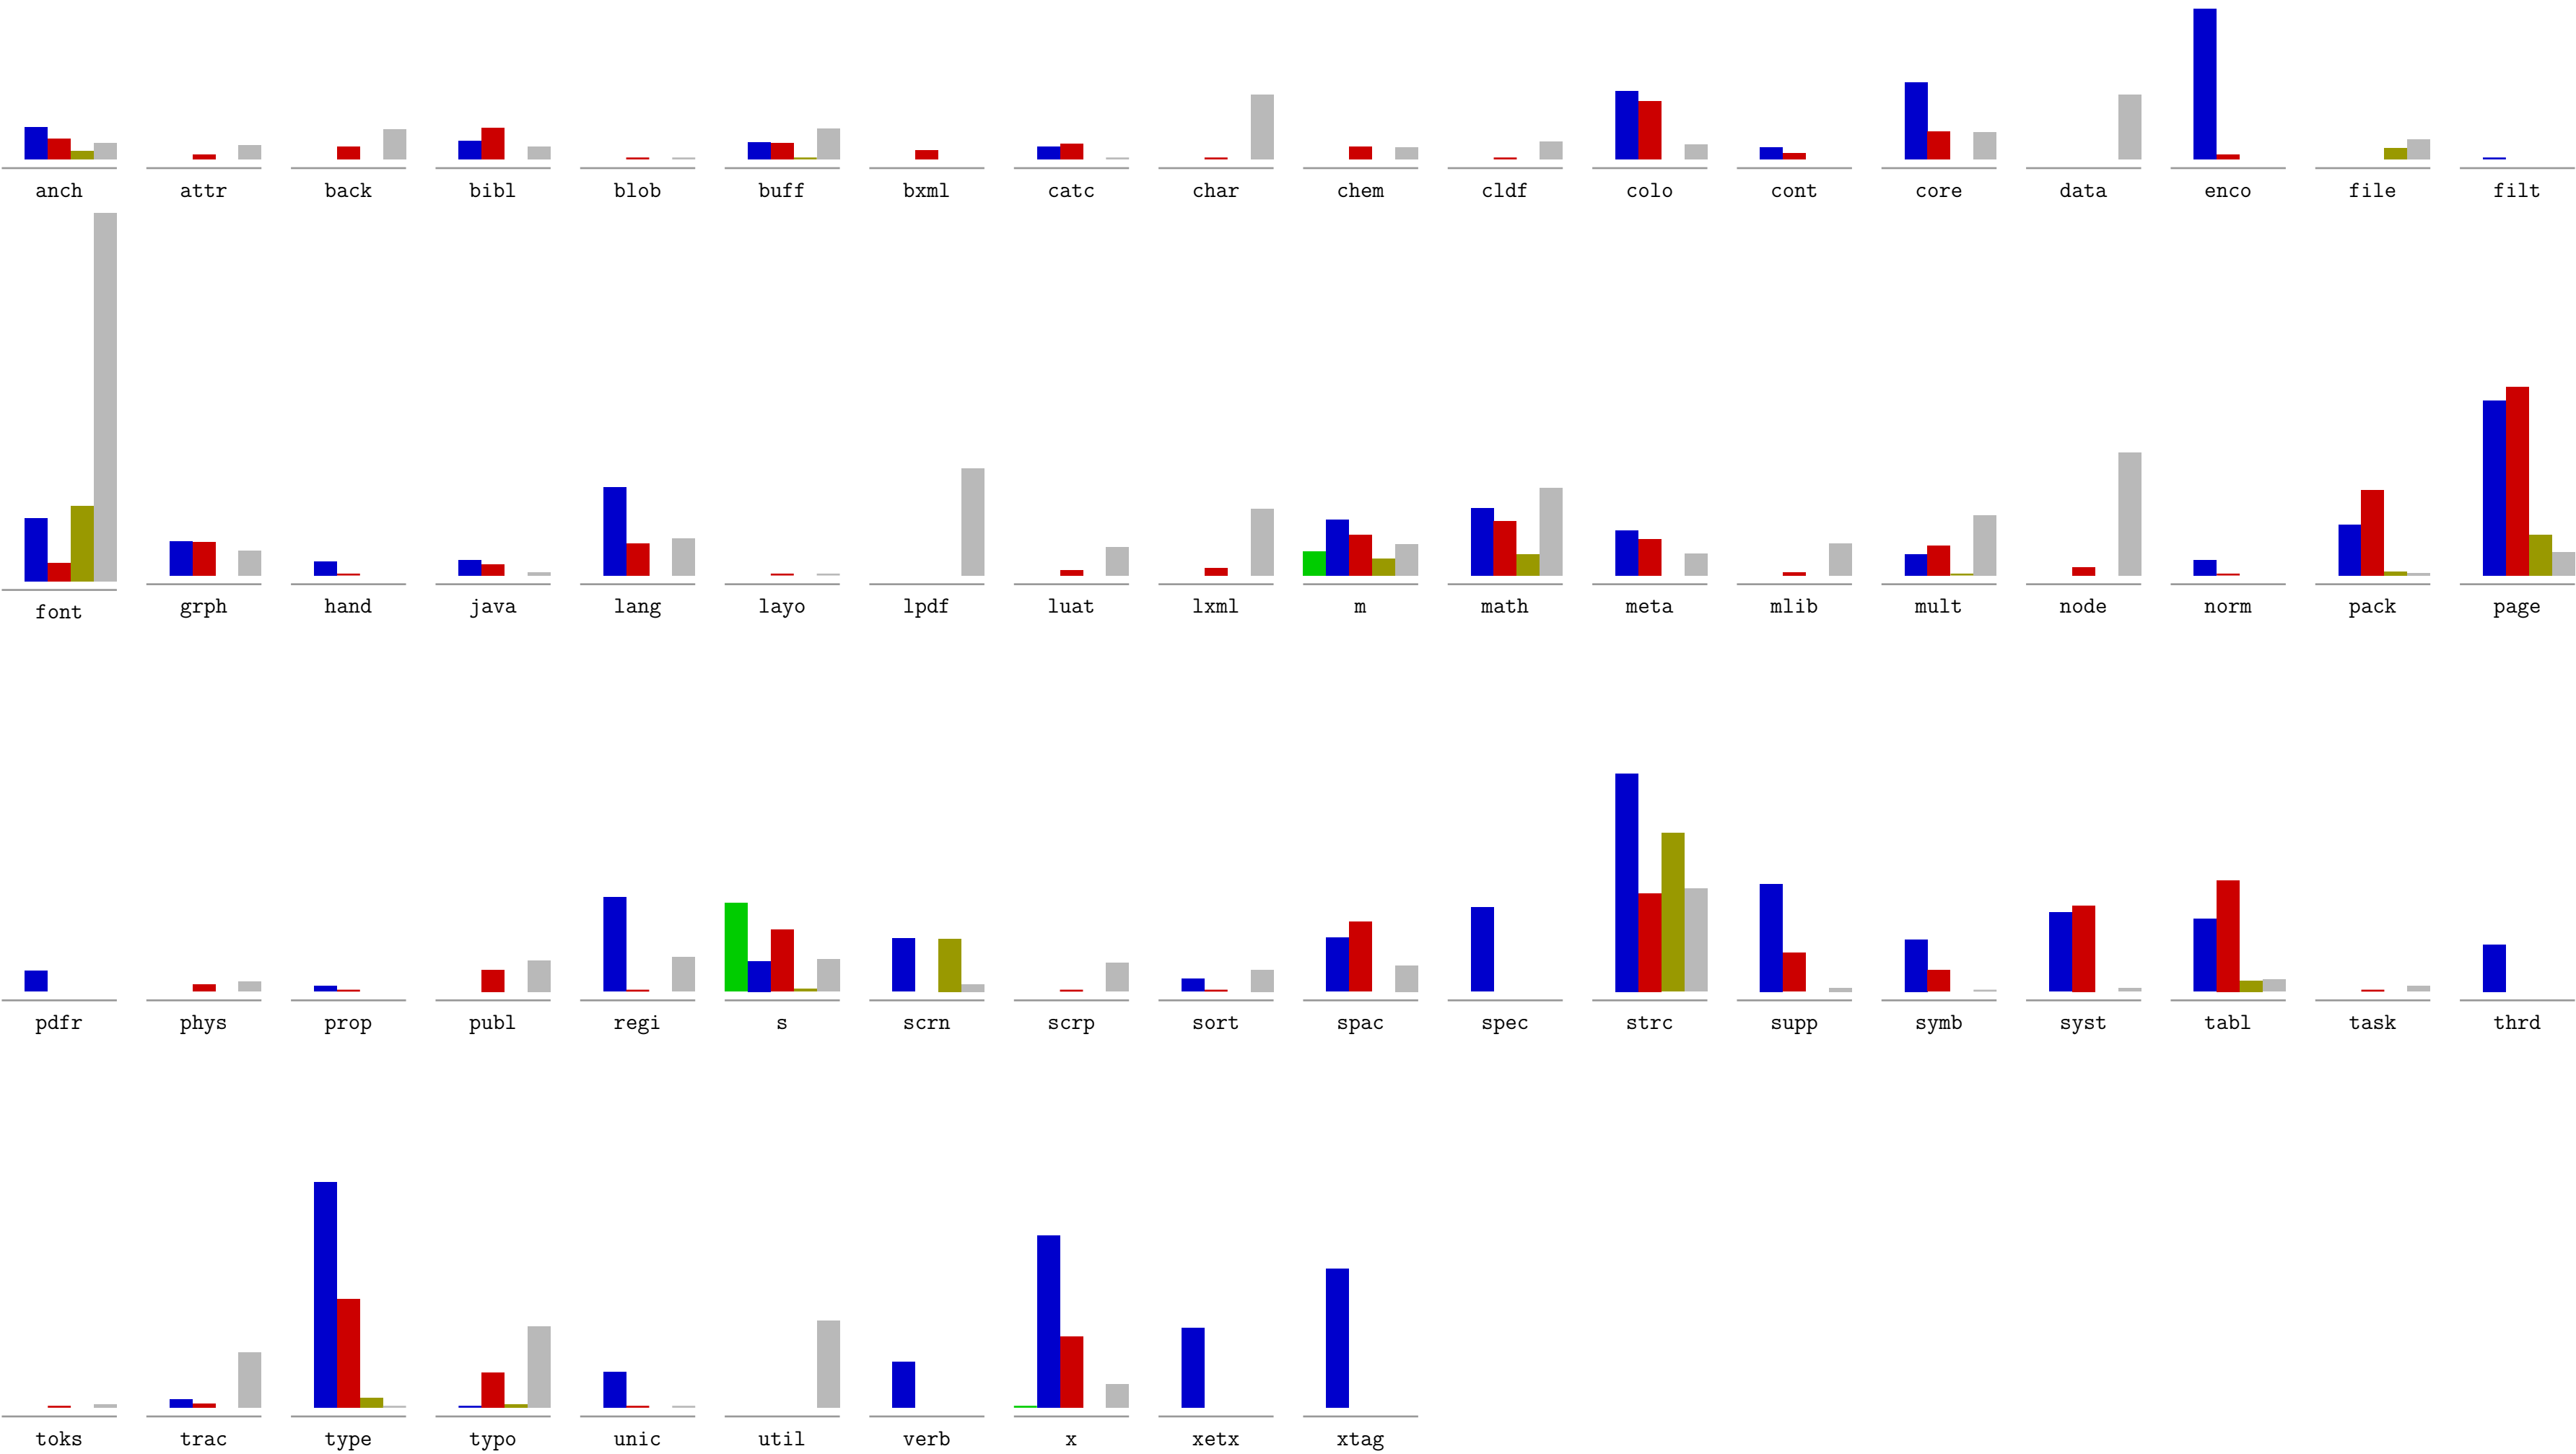 anch attr back bibl blob buff bxml catc char chem cldf colo cont core data enco file filt
font grph hand java lang layo lpdf luat lxml m math meta mlib mult node norm pack page
pdfr phys prop publ regi s scrn scrp sort spac spec strc supp symb syst tabl task thrd
toks trac type typo unic util verb x xetx xtag